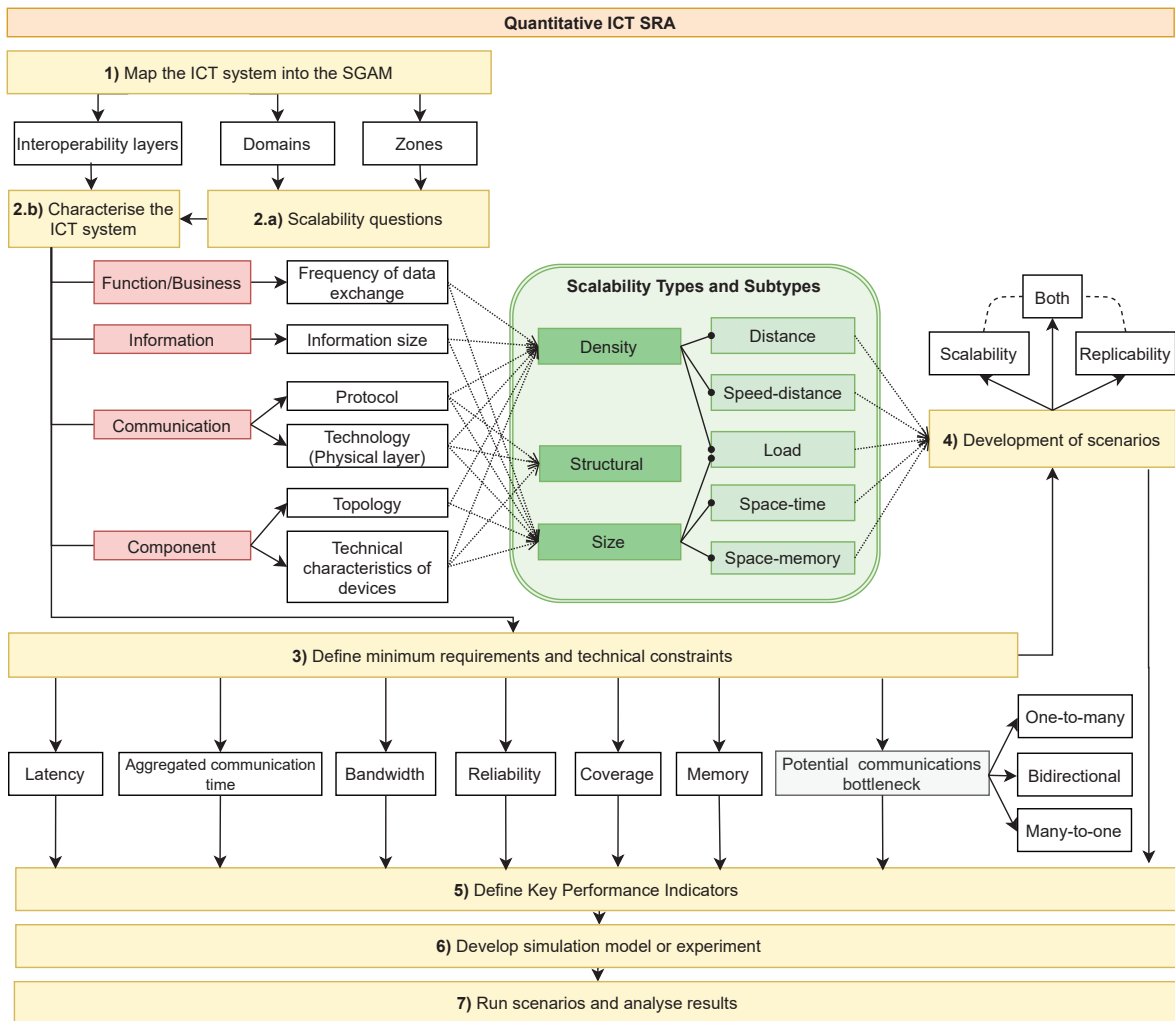 Quantitative ICT SRA
1) Map the ICT system into the SGAM
Interoperability layers
Domains
Zones
2.b) Characterise the
ICT system
2.a) Scalability questions
Function/Business
Frequency of data
exchange
Information
Information size
Communication
Protocol
Technology
(Physical layer)
Component
Topology
Technical
characteristics of
devices
Scalability Types and Subtypes
Density
Structural
Size
Distance
Speed-distance
Load
Space-time
Space-memory
Both
Scalability
Replicability
4) Development of scenarios
3) Define minimum requirements and technical constraints
Latency
Aggregated communication
time
Bandwidth
Reliability
Coverage
Memory
Potential communications
bottleneck
One-to-many
Bidirectional
Many-to-one
5) Define Key Performance Indicators
6) Develop simulation model or experiment
7) Run scenarios and analyse results